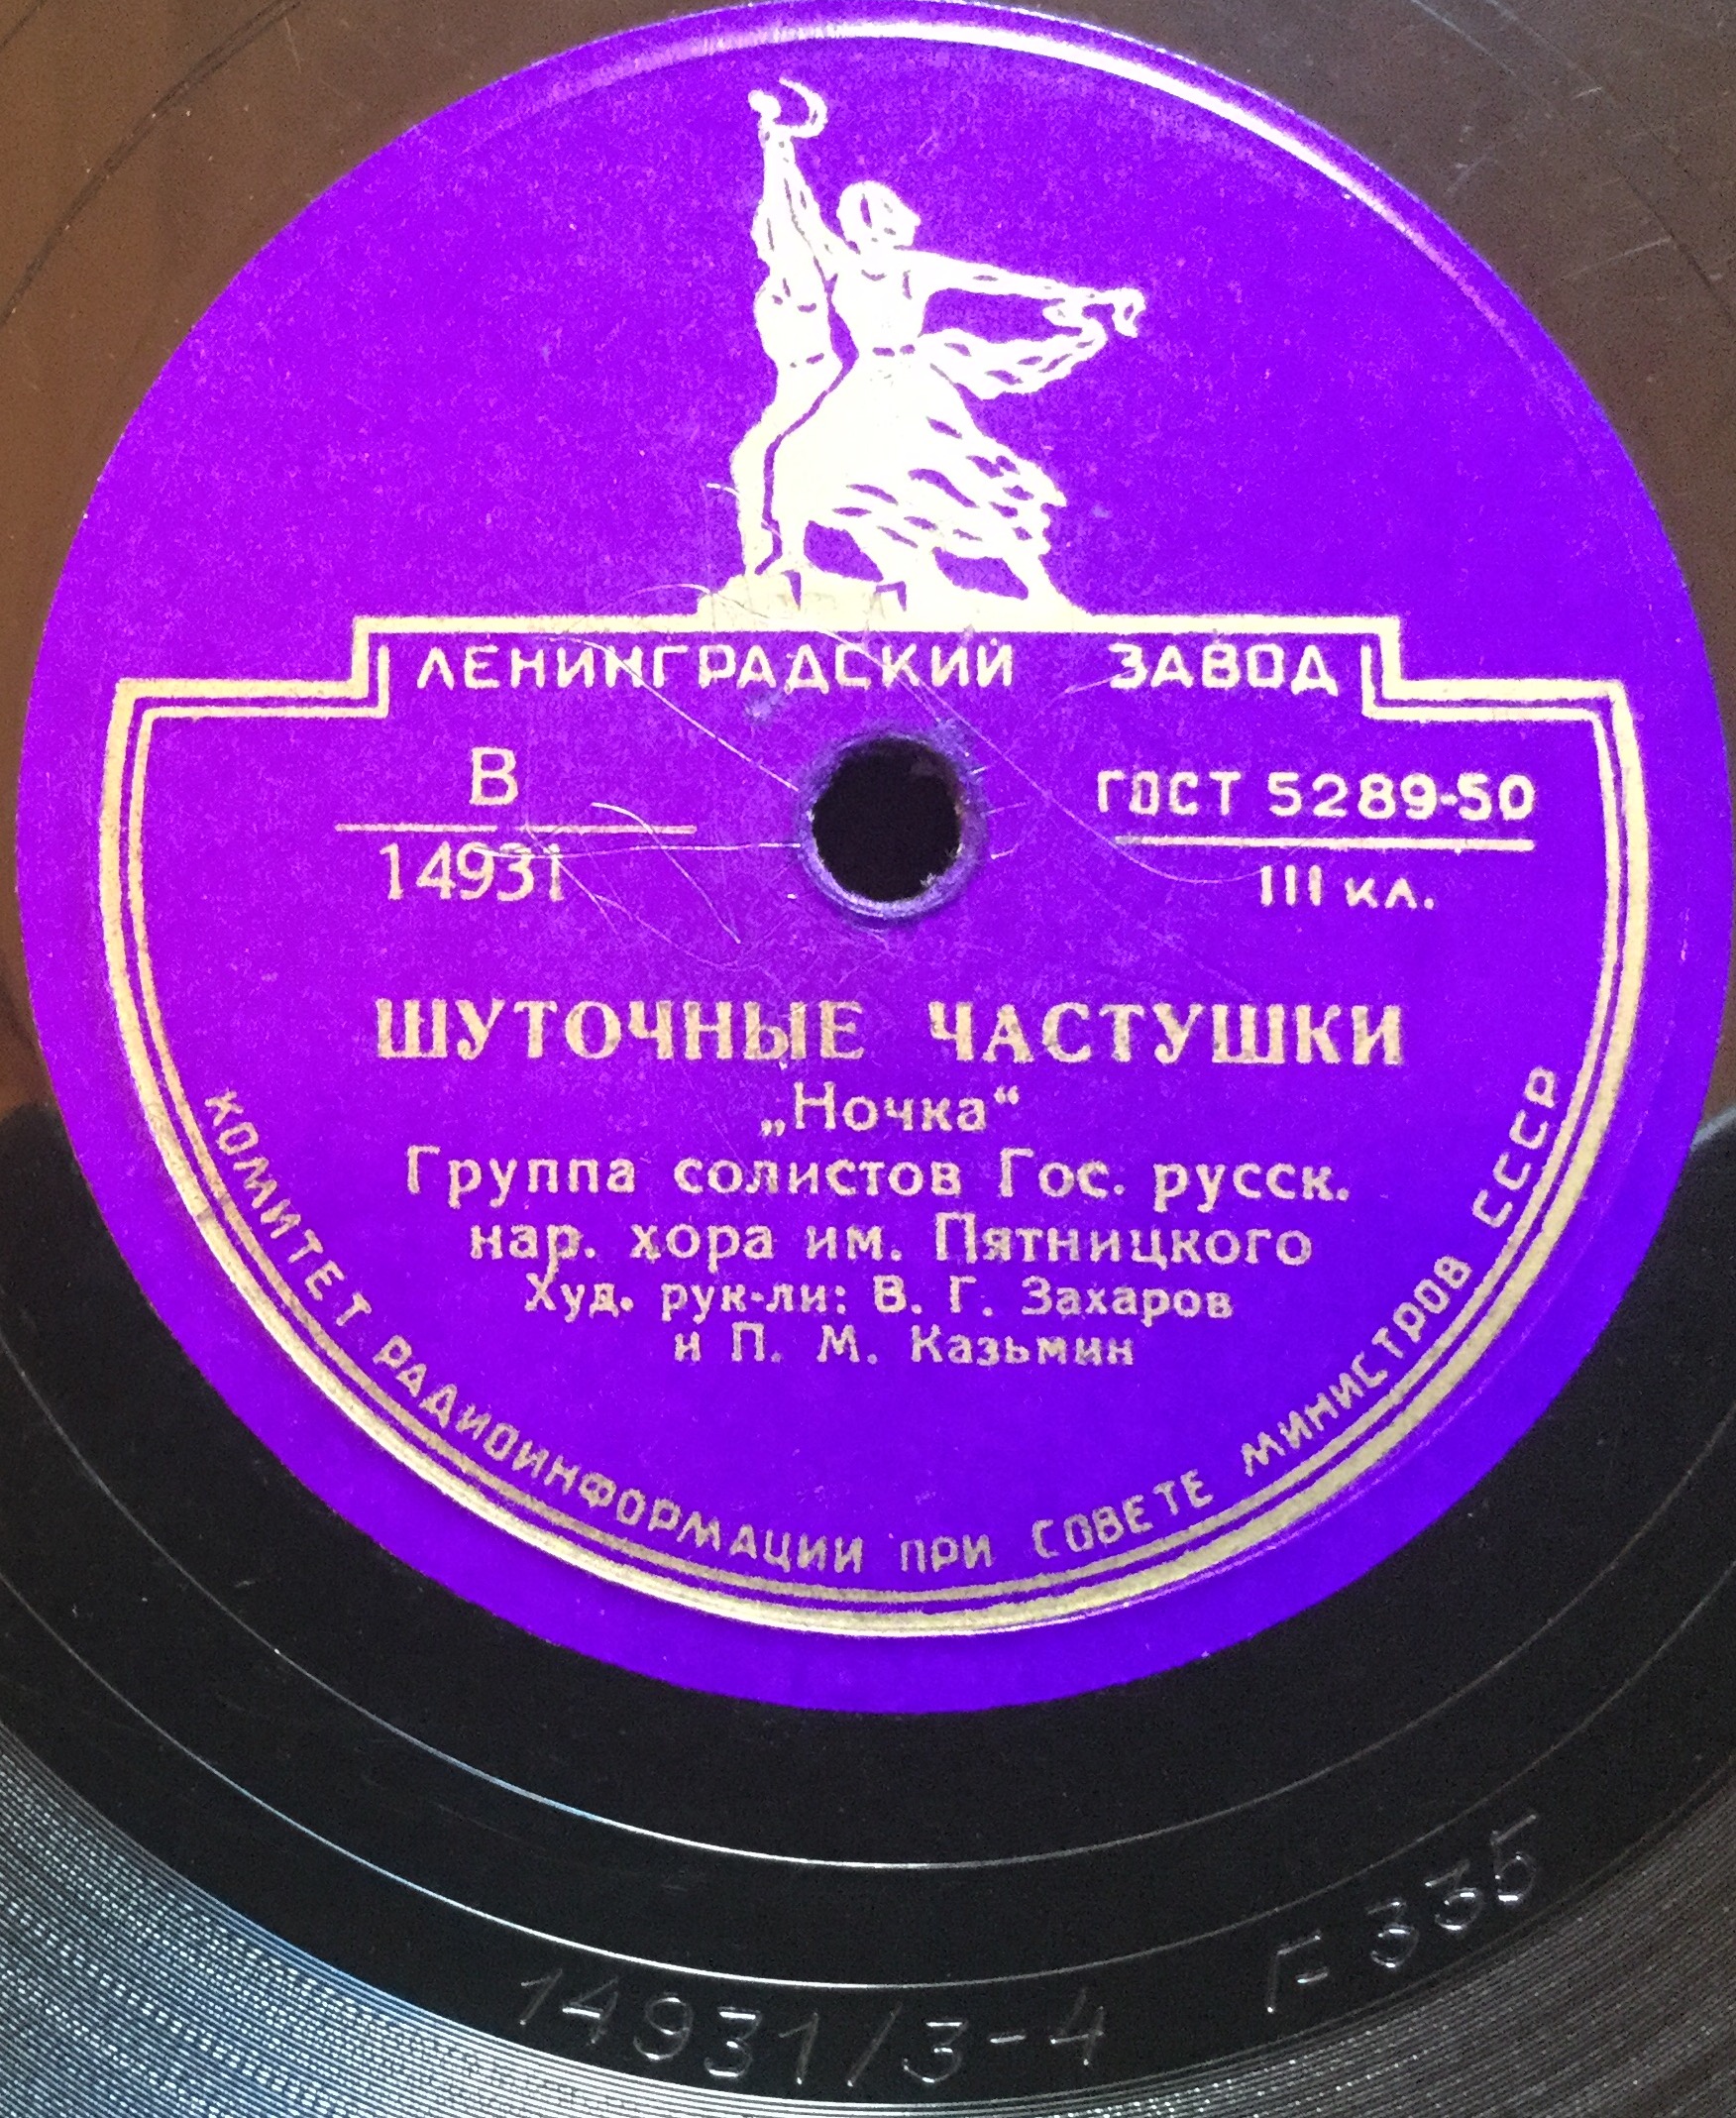 ЛЕНИНГРАДСКИЙ ЗАВОД
В
14931
ГОСТ 5289-50
III КЛ.
ШУТОЧНЫЕ ЧАСТУШКИ
„Ночка“
Группа солистов Гос. русск.
нар. хора им. Пятницкого
Худ. рук-ли: В. Г. Захаров
и П. М. Казьмин
КОМИТЕТ РАДИОИНФОРМАЦИИ ПРИ СОВЕТЕ МИНИСТРОВ СССР
14931/3-4 F335